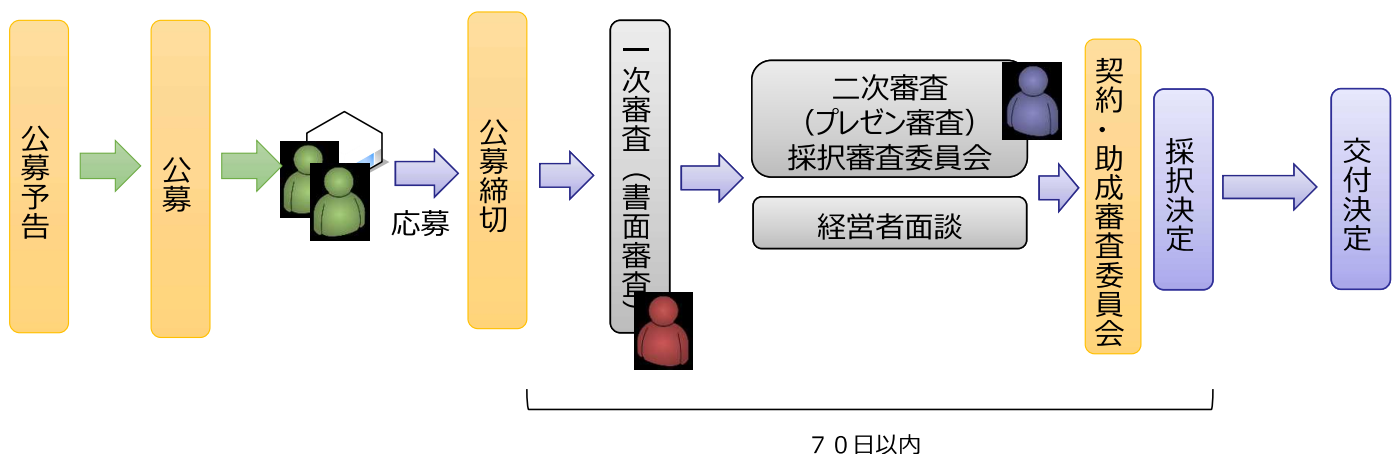 公募予告
公募
応募
公募締切
一次審査（書面審査）
二次審査
（プレゼン審査）
採択審査委員会
経営者面談
契約・助成審査委員会
採択決定
交付決定
７０日以内